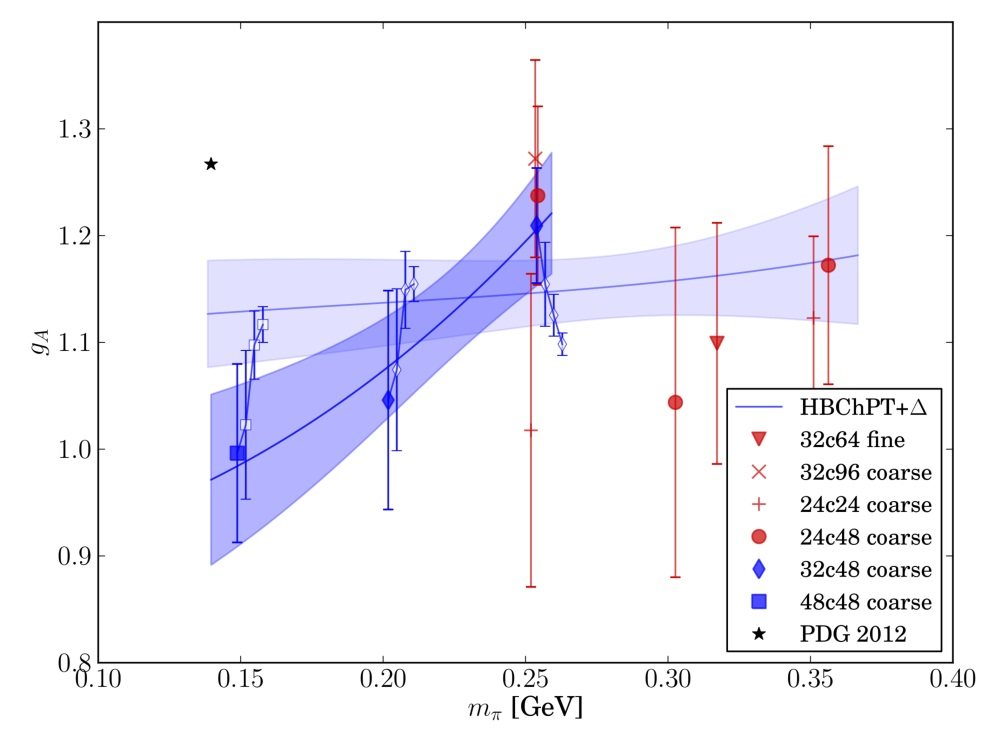 1.3
1.2
1.1
1.0
0.9
0.8
g_A
0.10 0.15 0.20 0.25 0.30 0.35 0.40
m_π [GeV]
HBChPT+Δ
32c64 fine
32c96 coarse
24c24 coarse
24c48 coarse
32c48 coarse
48c48 coarse
PDG 2012